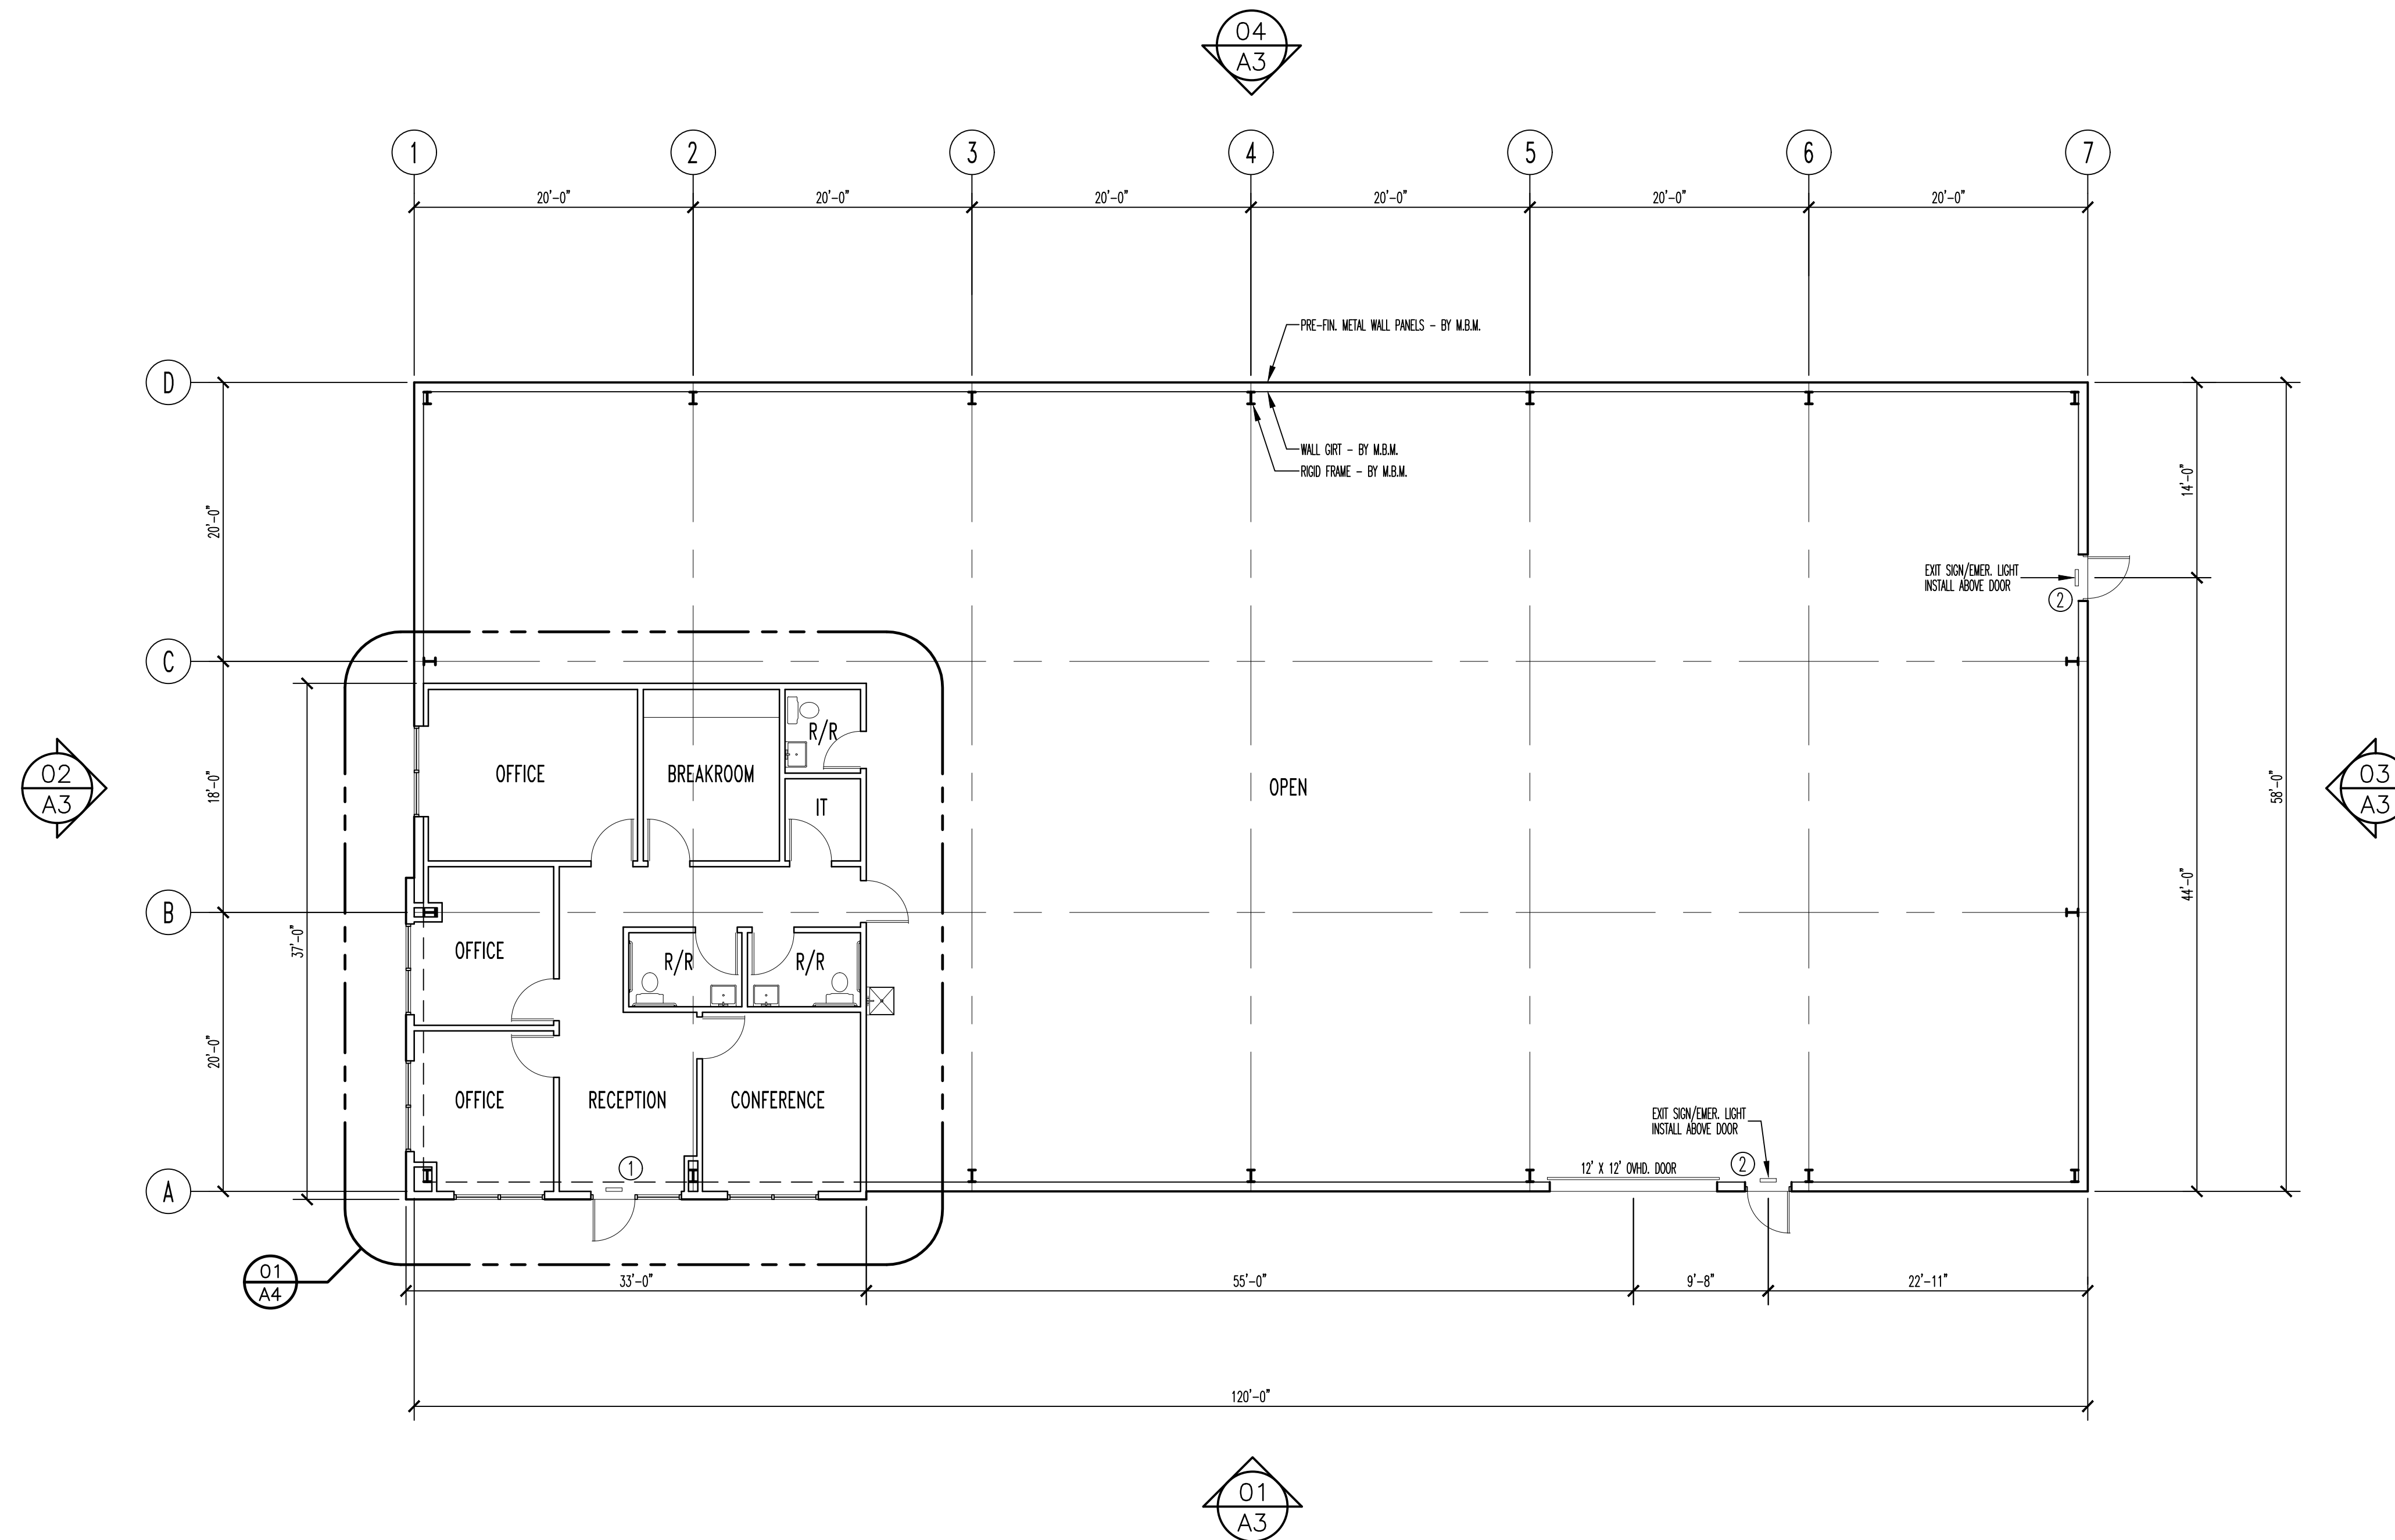 04
A3
1
2
3
4
5
6
7
20'-0"
20'-0"
20'-0"
20'-0"
20'-0"
20'-0"
PRE-FIN. METAL WALL PANELS - BY M.B.M.
D
WALL GIRT - BY M.B.M.
RIGID FRAME - BY M.B.M.
14'-0"
20'-0"
EXIT SIGN/EMER. LIGHT
INSTALL ABOVE DOOR
2
C
R/R
OFFICE
BREAKROOM
OPEN
IT
02
A3
18'-0"
58'-0"
03
A3
44'-0"
B
37'-0"
OFFICE
R/R
R/R
20'-0"
OFFICE
RECEPTION
CONFERENCE
EXIT SIGN/EMER. LIGHT
INSTALL ABOVE DOOR
1
12' X 12' OVHD. DOOR
2
A
01
A4
33'-0"
55'-0"
9'-8"
22'-11"
120'-0"
01
A3